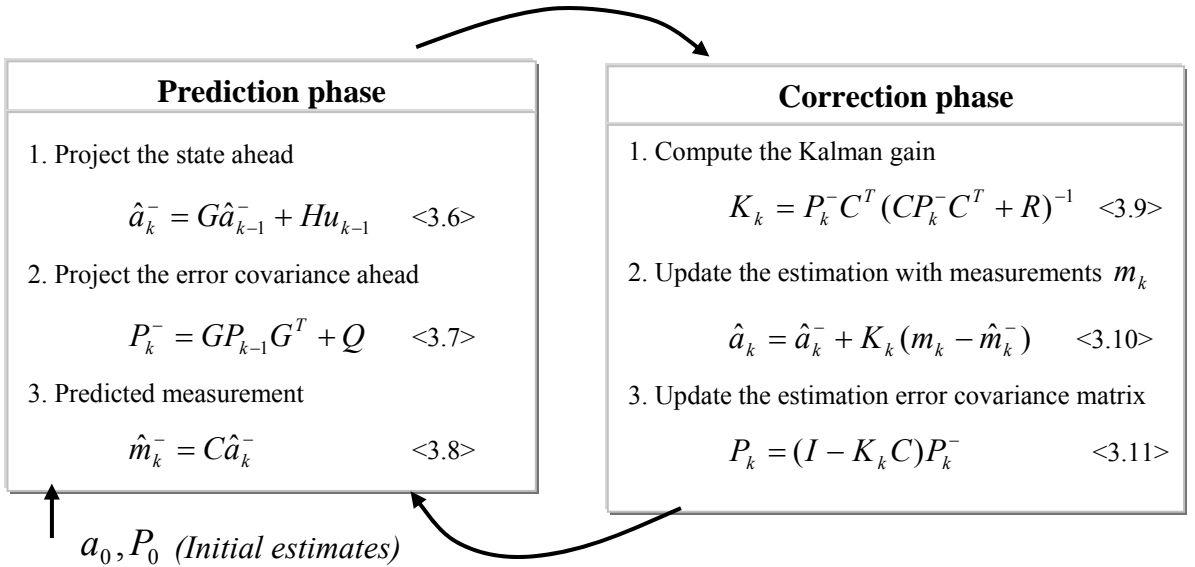 Prediction phase
1. Project the state ahead
â_k^- = Gâ_{k-1}^- + Hu_{k-1} <3.6>
2. Project the error covariance ahead
P_k^- = GP_{k-1}G^T + Q <3.7>
3. Predicted measurement
m̂_k^- = Câ_k^- <3.8>
a_0, P_0 (Initial estimates)
Correction phase
1. Compute the Kalman gain
K_k = P_k^- C^T (CP_k^- C^T + R)^{-1} <3.9>
2. Update the estimation with measurements m_k
â_k = â_k^- + K_k (m_k - m̂_k^-) <3.10>
3. Update the estimation error covariance matrix
P_k = (I - K_k C)P_k^- <3.11>